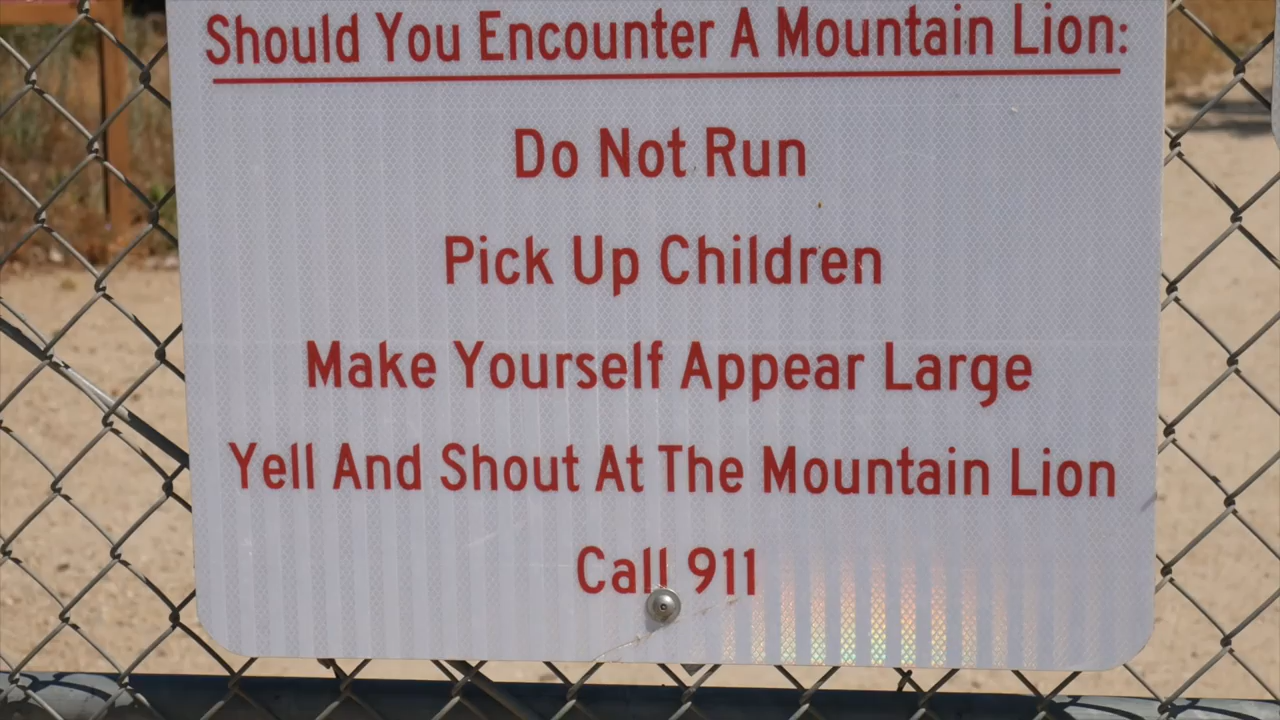 Should You Encounter A Mountain Lion:
Do Not Run
Pick Up Children
Make Yourself Appear Large
Yell And Shout At The Mountain Lion
Call 911